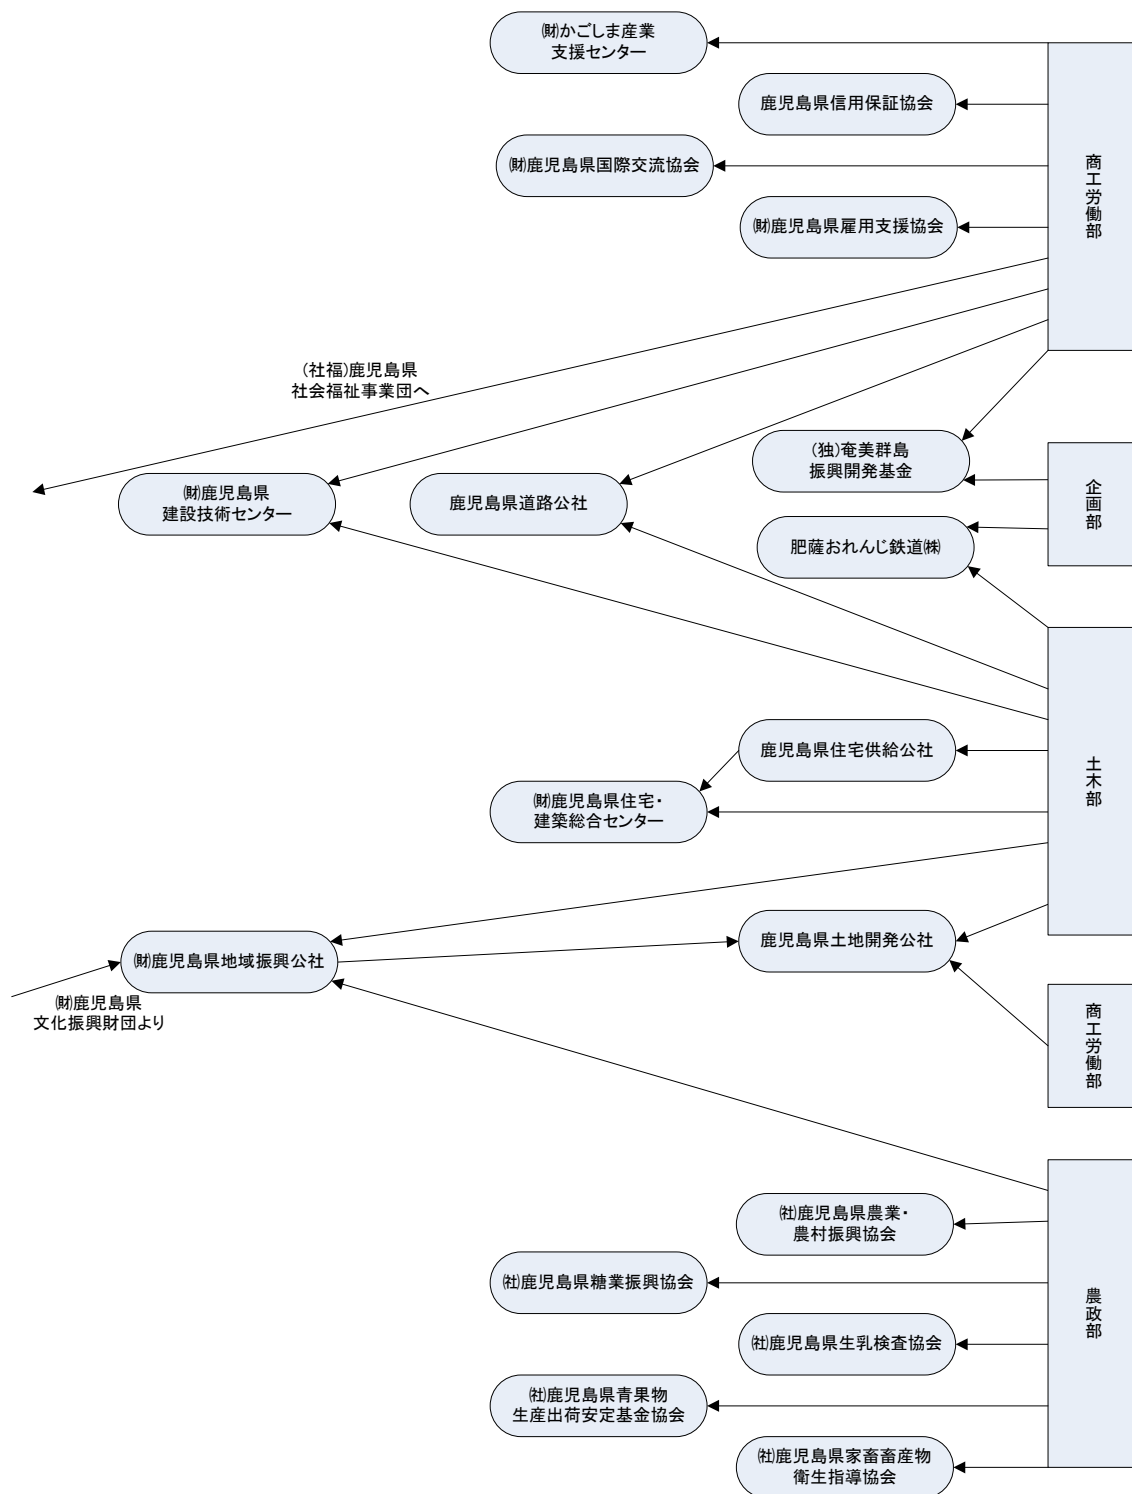 ㈶かごしま産業
支援センター
鹿児島県信用保証協会
㈶鹿児島県国際交流協会
㈶鹿児島県雇用支援協会
商工労働部
(社福)鹿児島県
社会福祉事業団へ
(独)奄美群島
振興開発基金
㈶鹿児島県
建設技術センター
鹿児島県道路公社
企画部
肥薩おれんじ鉄道㈱
鹿児島県住宅供給公社
㈶鹿児島県住宅・
建築総合センター
土木部
鹿児島県土地開発公社
㈶鹿児島県地域振興公社
㈶鹿児島県
文化振興財団より
商工労働部
㈳鹿児島県農業・
農村振興協会
㈳鹿児島県糖業振興協会
農政部
㈳鹿児島県生乳検査協会
㈳鹿児島県青果物
生産出荷安定基金協会
㈳鹿児島県家畜畜産物
衛生指導協会